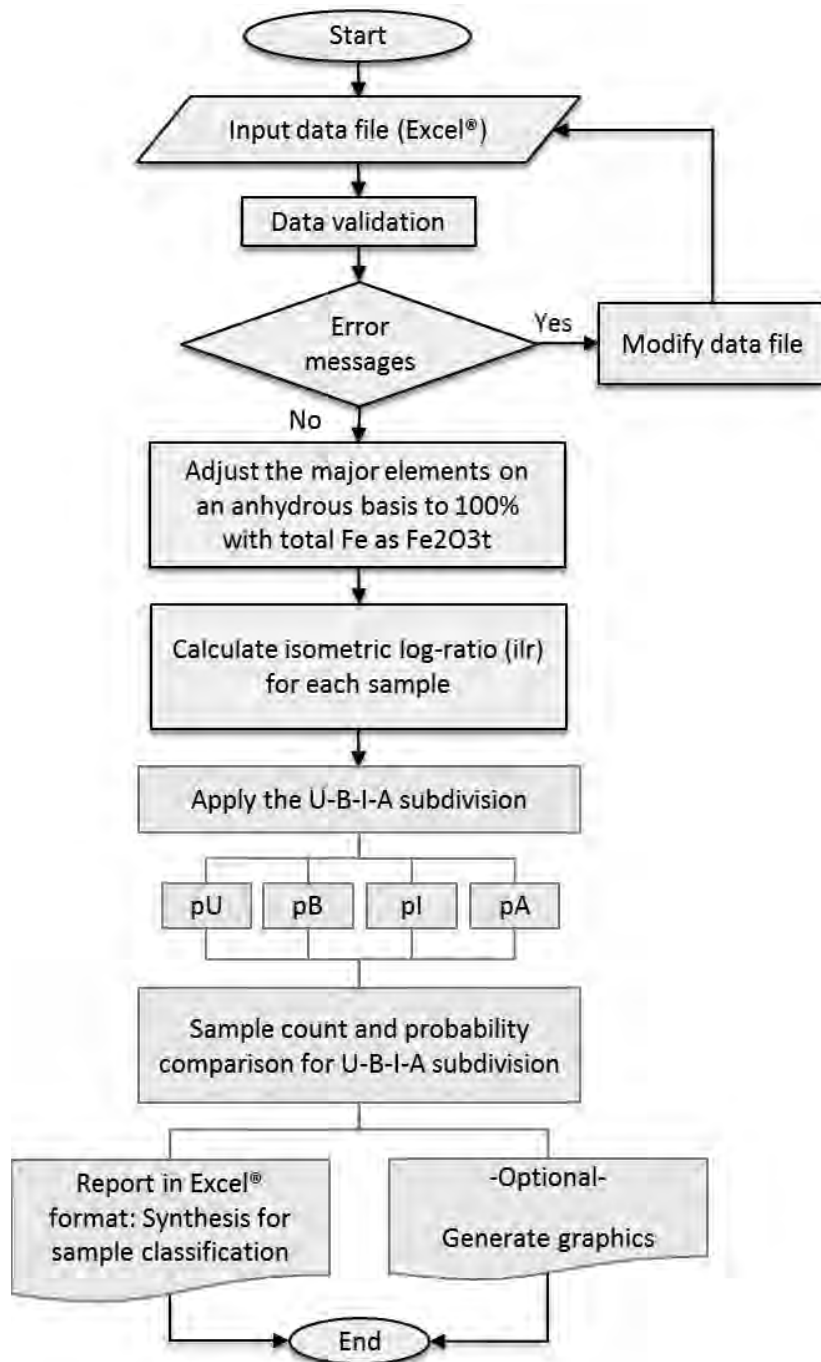 Start
Input data file (Excel®)
Data validation
Error
messages
Yes
Modify data file
No
Adjust the major elements on
an anhydrous basis to 100%
with total Fe as Fe2O3t
Calculate isometric log-ratio (ilr)
for each sample
Apply the U-B-I-A subdivision
pU
pB
pI
pA
Sample count and probability
comparison for U-B-I-A subdivision
Report in Excel®
format: Synthesis for
sample classification
-Optional-
Generate graphics
End